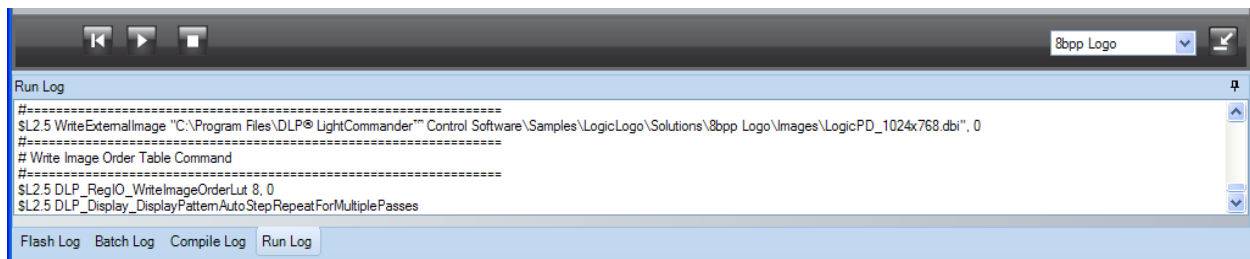 8bpp Logo
Run Log
#=================================================================
$L2.5 WriteExternalImage "C:\Program Files\DLP® LightCommander™ Control Software\Samples\LogicLogo\Solutions\8bpp Logo\Images\LogicPD_1024x768.dbi", 0
#=================================================================
# Write Image Order Table Command
#=================================================================
$L2.5 DLP_RegIO_WriteImageOrderLut 8, 0
$L2.5 DLP_Display_DisplayPatternAutoStepRepeatForMultiplePasses
Flash Log Batch Log Compile Log Run Log